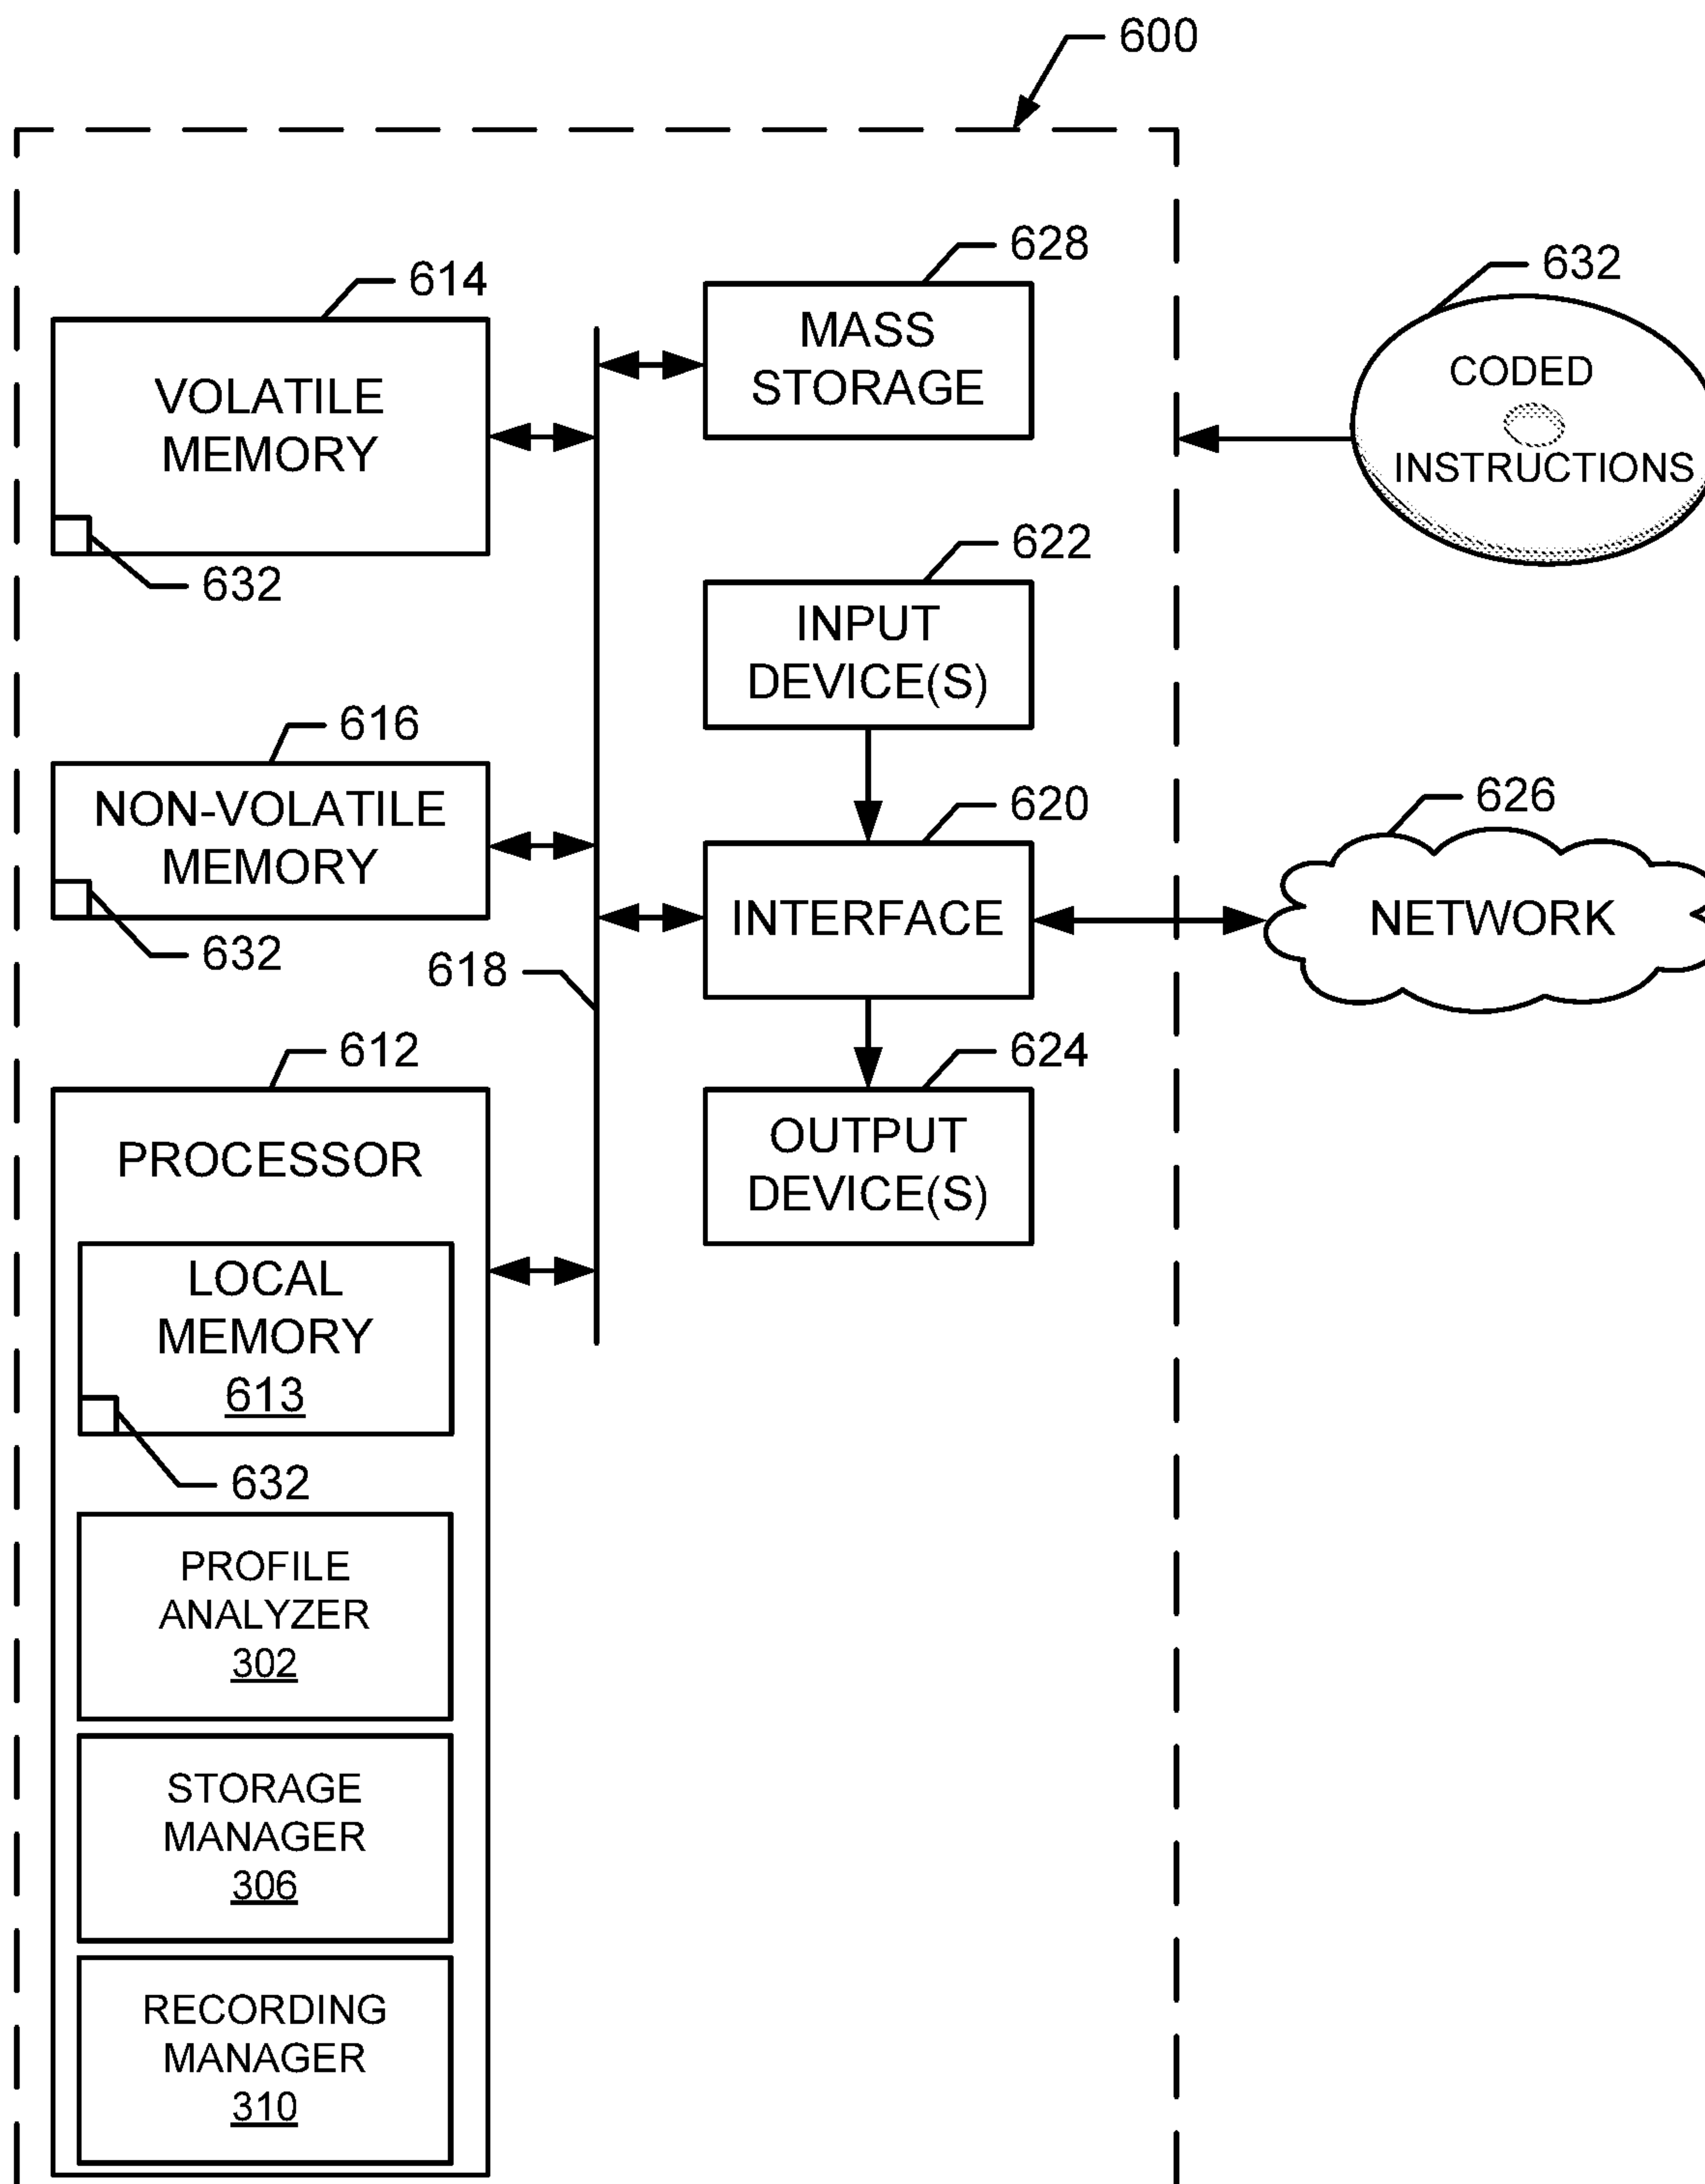 600
614
VOLATILE
MEMORY
632
628
MASS
STORAGE
632
CODED
INSTRUCTIONS
622
INPUT
DEVICE(S)
616
NON-VOLATILE
MEMORY
632
618
620
INTERFACE
626
NETWORK
624
OUTPUT
DEVICE(S)
612
PROCESSOR
LOCAL
MEMORY
613
632
PROFILE
ANALYZER
302
STORAGE
MANAGER
306
RECORDING
MANAGER
310